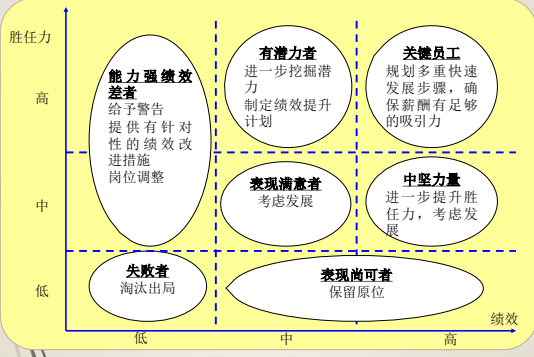 胜任力
高
中
低
能力强绩效
差者
给予警告
提供有针对
性的绩效改
进措施
岗位调整
有潜力者
进一步挖掘潜
力
制定绩效提升
计划
关键员工
规划多重快速
发展步骤，确
保薪酬有足够
的吸引力
表现满意者
考虑发展
中坚力量
进一步提升胜
任力，考虑发
展
失败者
淘汰出局
表现尚可者
保留原位
绩效
低
中
高